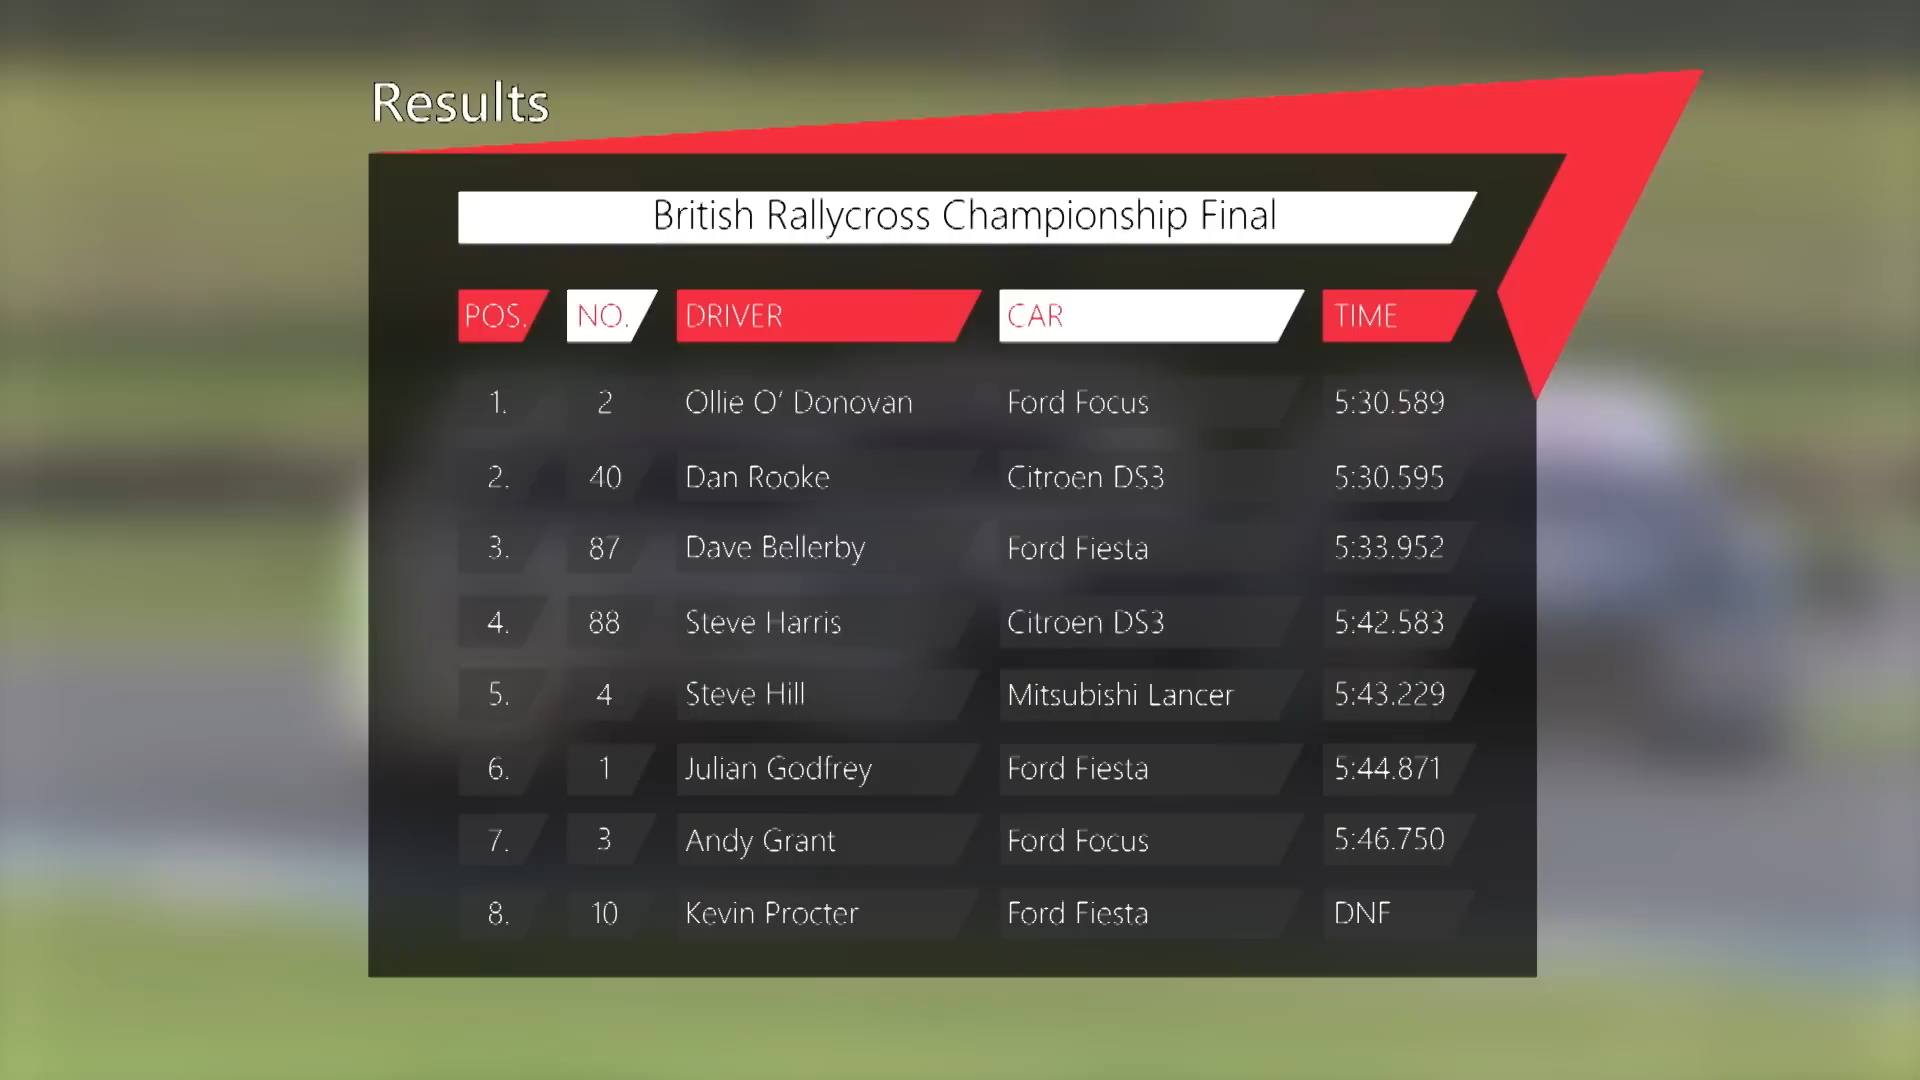 Results
British Rallycross Championship Final
POS. NO. DRIVER CAR TIME
1. 2 Ollie O' Donovan Ford Focus 5:30.589
2. 40 Dan Rooke Citroen DS3 5:30.595
3. 87 Dave Bellerby Ford Fiesta 5:33.952
4. 88 Steve Harris Citroen DS3 5:42.583
5. 4 Steve Hill Mitsubishi Lancer 5:43.229
6. 1 Julian Godfrey Ford Fiesta 5:44.871
7. 3 Andy Grant Ford Focus 5:46.750
8. 10 Kevin Procter Ford Fiesta DNF